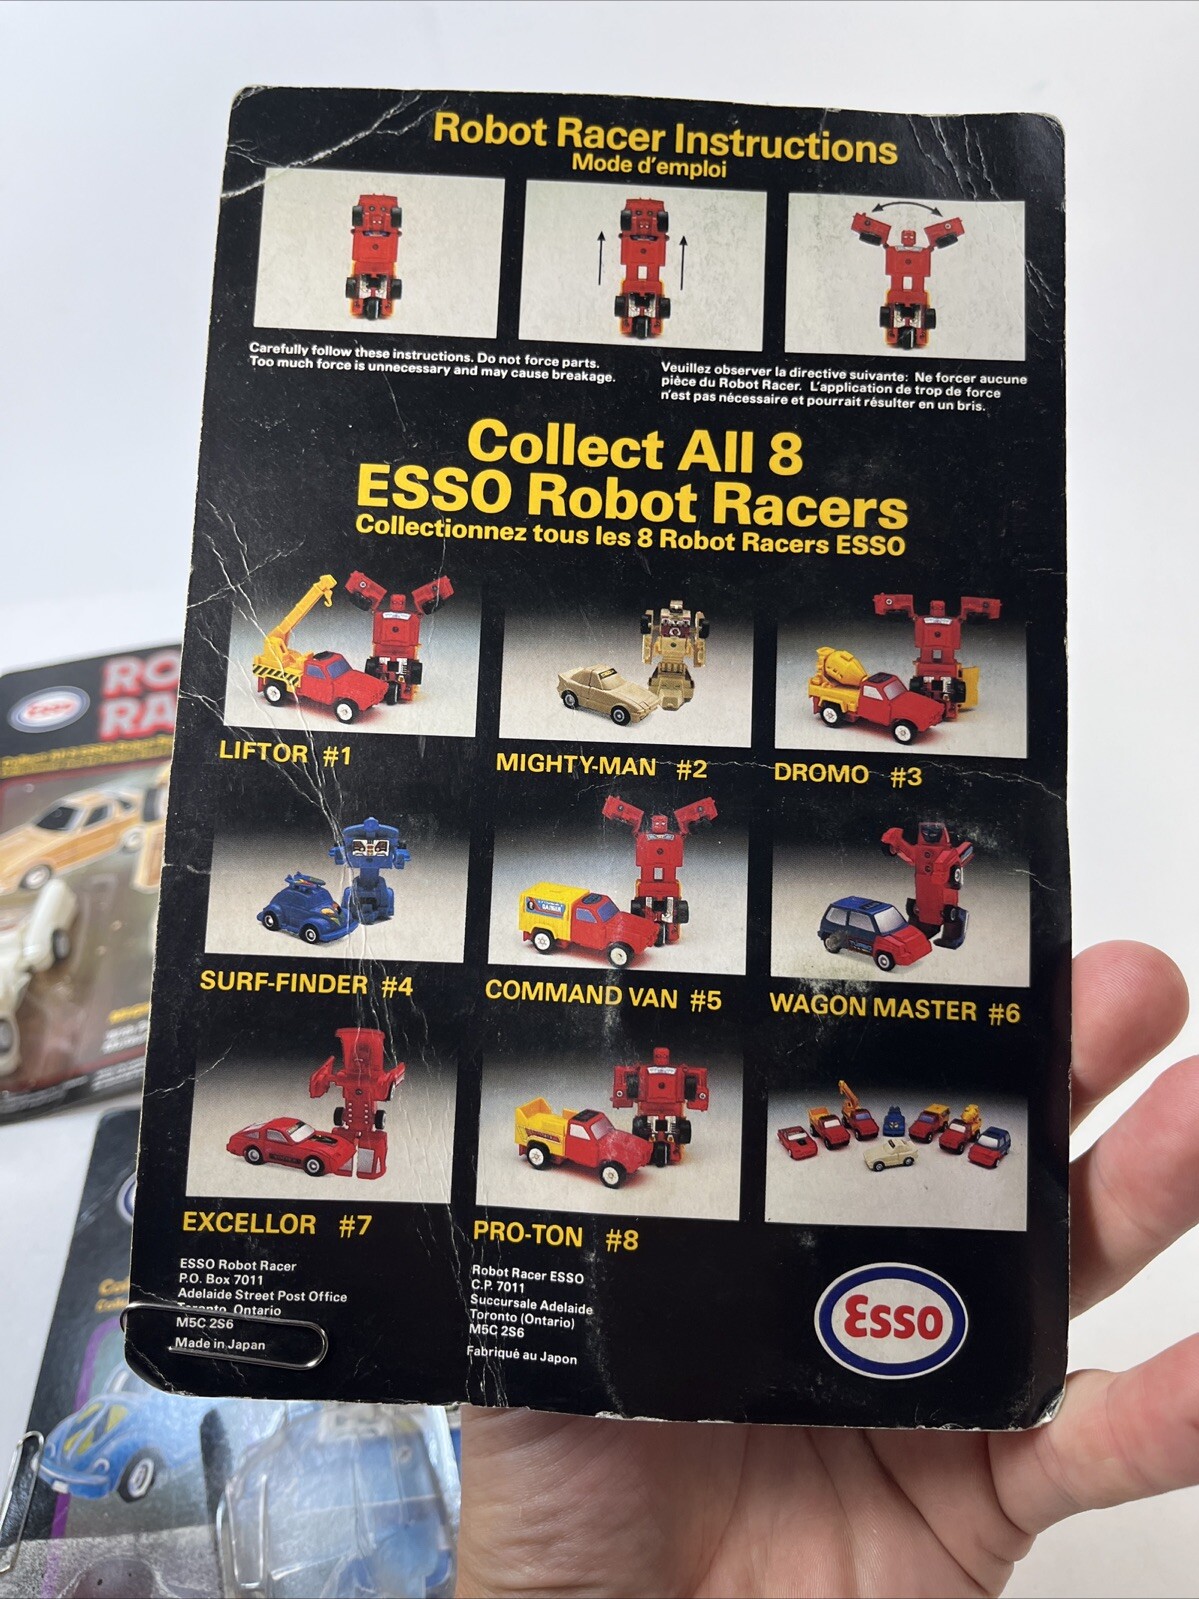 Robot Racer Instructions
Mode d'emploi
Carefully follow these instructions. Do not force parts.
Too much force is unnecessary and may cause breakage.
Veuillez observer la directive suivante: Ne forcer aucune
pièce du Robot Racer. L'application de trop de force
n'est pas nécessaire et pourrait résulter en un bris.
Collect All 8
ESSO Robot Racers
Collectionnez tous les 8 Robot Racers ESSO
LIFTOR #1
MIGHTY-MAN #2
DROMO #3
SURF-FINDER #4
COMMAND VAN #5
WAGON MASTER #6
EXCELLOR #7
PRO-TON #8
ESSO Robot Racer
P.O. Box 7011
Adelaide Street Post Office
Toronto, Ontario
M5C 2S6
Made in Japan
Robot Racer ESSO
C.P. 7011
Succursale Adelaide
Toronto (Ontario)
M5C 2S6
Fabriqué au Japon
Esso
Esso
RO
RA